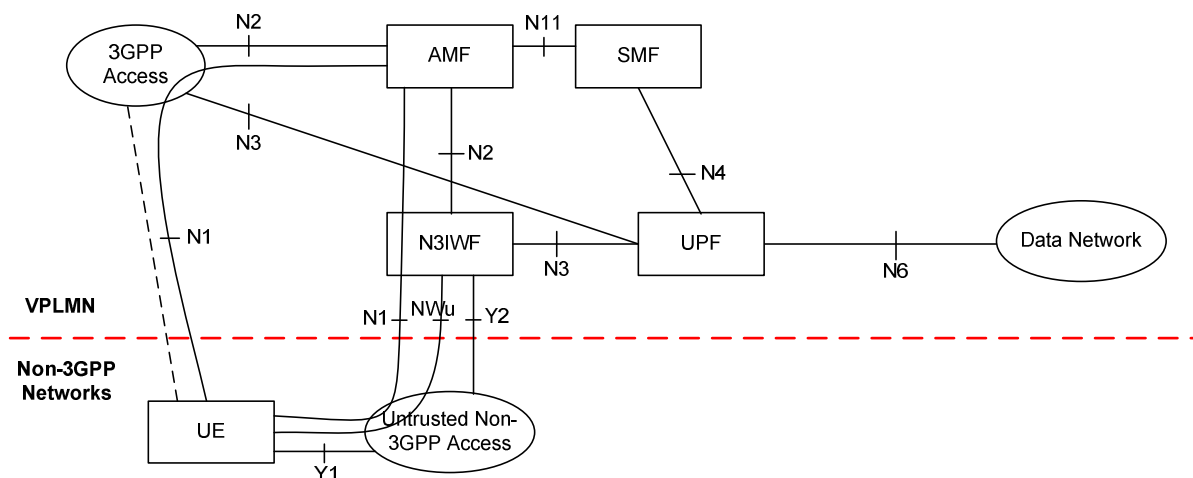 N2
3GPP
Access
AMF
N11
SMF
N3
N2
N4
N1
N3IWF
N3
UPF
N6
Data Network
VPLMN
N1
NWu
Y2
Non-3GPP
Networks
UE
Untrusted Non-
3GPP Access
Y1